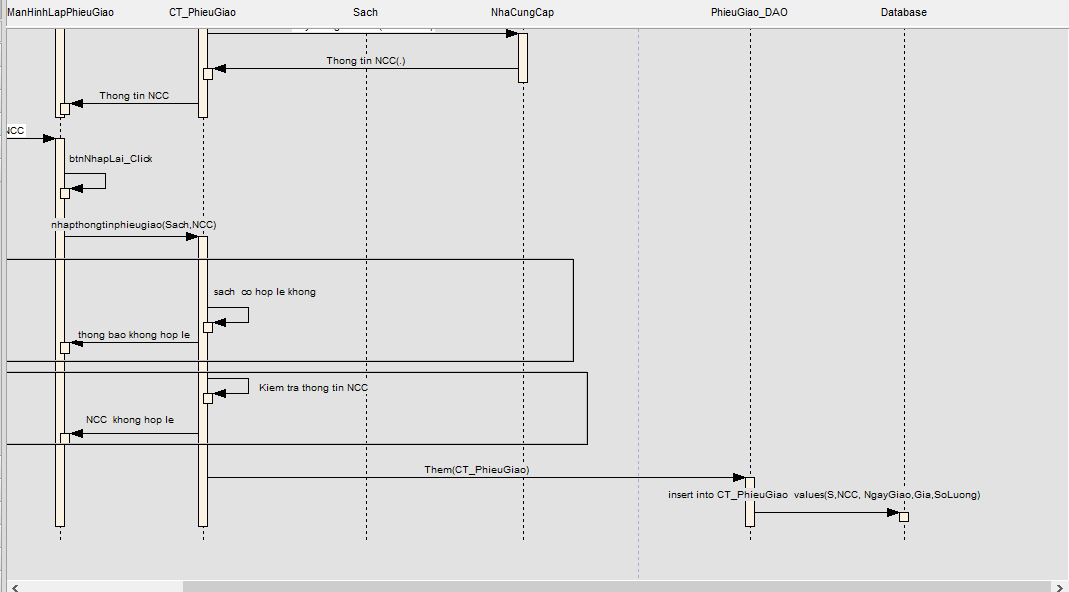 ManHinhLapPhieuGiao CT_PhieuGiao Sach NhaCungCap PhieuGiao_DAO Database
Thong tin NCC(.)
Thong tin NCC
NCC
btnNhapLai_Click
nhapthongtinphieugiao(Sach,NCC)
sach co hop le khong
thong bao khong hop le
Kiem tra thong tin NCC
NCC khong hop le
Them(CT_PhieuGiao)
insert into CT_PhieuGiao values(S,NCC, NgayGiao,Gia,SoLuong)